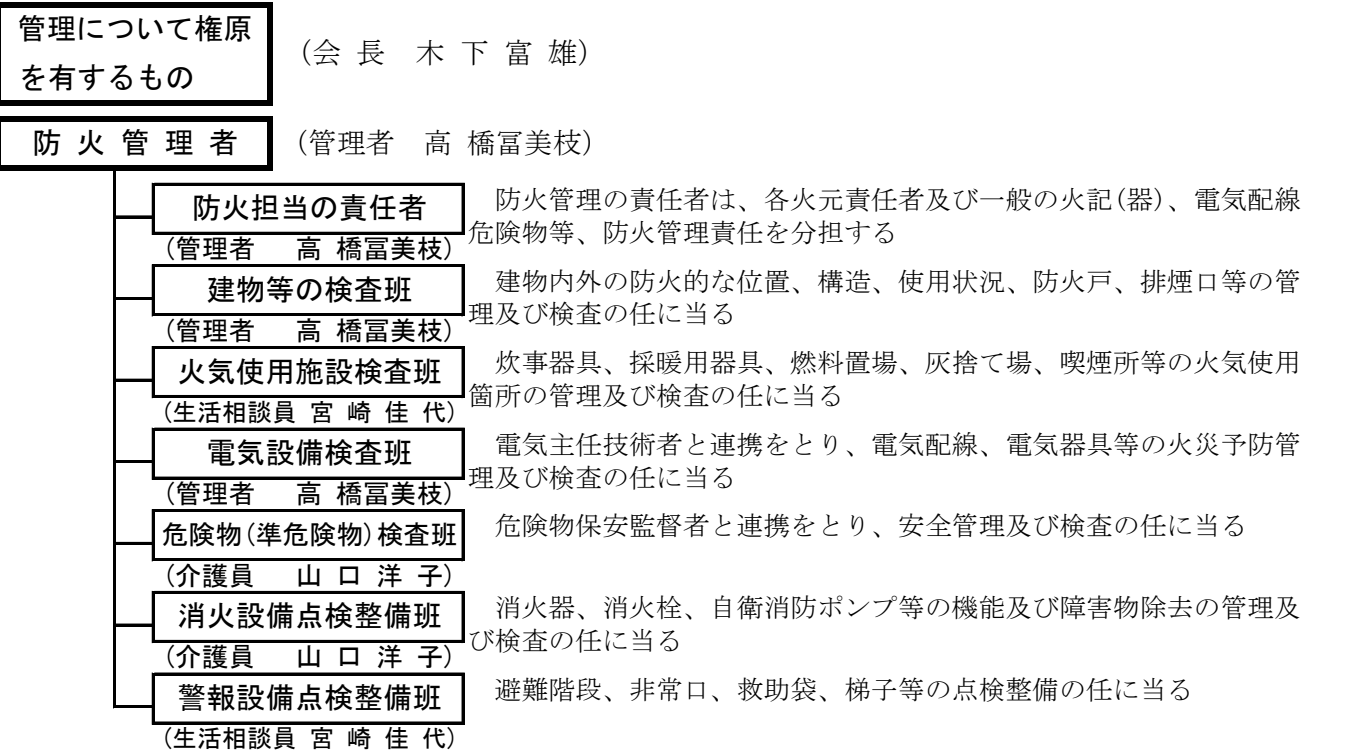 管理について権原
を有するもの
(会 長　木 下 富 雄)
防 火 管 理 者
(管理者　高 橋冨美枝)
防火担当の責任者
(管理者　高 橋冨美枝)
防火管理の責任者は、各火元責任者及び一般の火記(器)、電気配線
危険物等、防火管理責任を分担する
建物等の検査班
(管理者　高 橋冨美枝)
建物内外の防火的な位置、構造、使用状況、防火戸、排煙口等の管
理及び検査の任に当る
火気使用施設検査班
(生活相談員 宮 崎 佳 代)
炊事器具、採暖用器具、燃料置場、灰捨て場、喫煙所等の火気使用
箇所の管理及び検査の任に当る
電気設備検査班
(管理者　高 橋冨美枝)
電気主任技術者と連携をとり、電気配線、電気器具等の火災予防管
理及び検査の任に当る
危険物(準危険物)検査班
(介護員　山 口 洋 子)
危険物保安監督者と連携をとり、安全管理及び検査の任に当る
消火設備点検整備班
(介護員　山 口 洋 子)
消火器、消火栓、自衛消防ポンプ等の機能及び障害物除去の管理及
び検査の任に当る
警報設備点検整備班
(生活相談員 宮 崎 佳 代)
避難階段、非常口、救助袋、梯子等の点検整備の任に当る